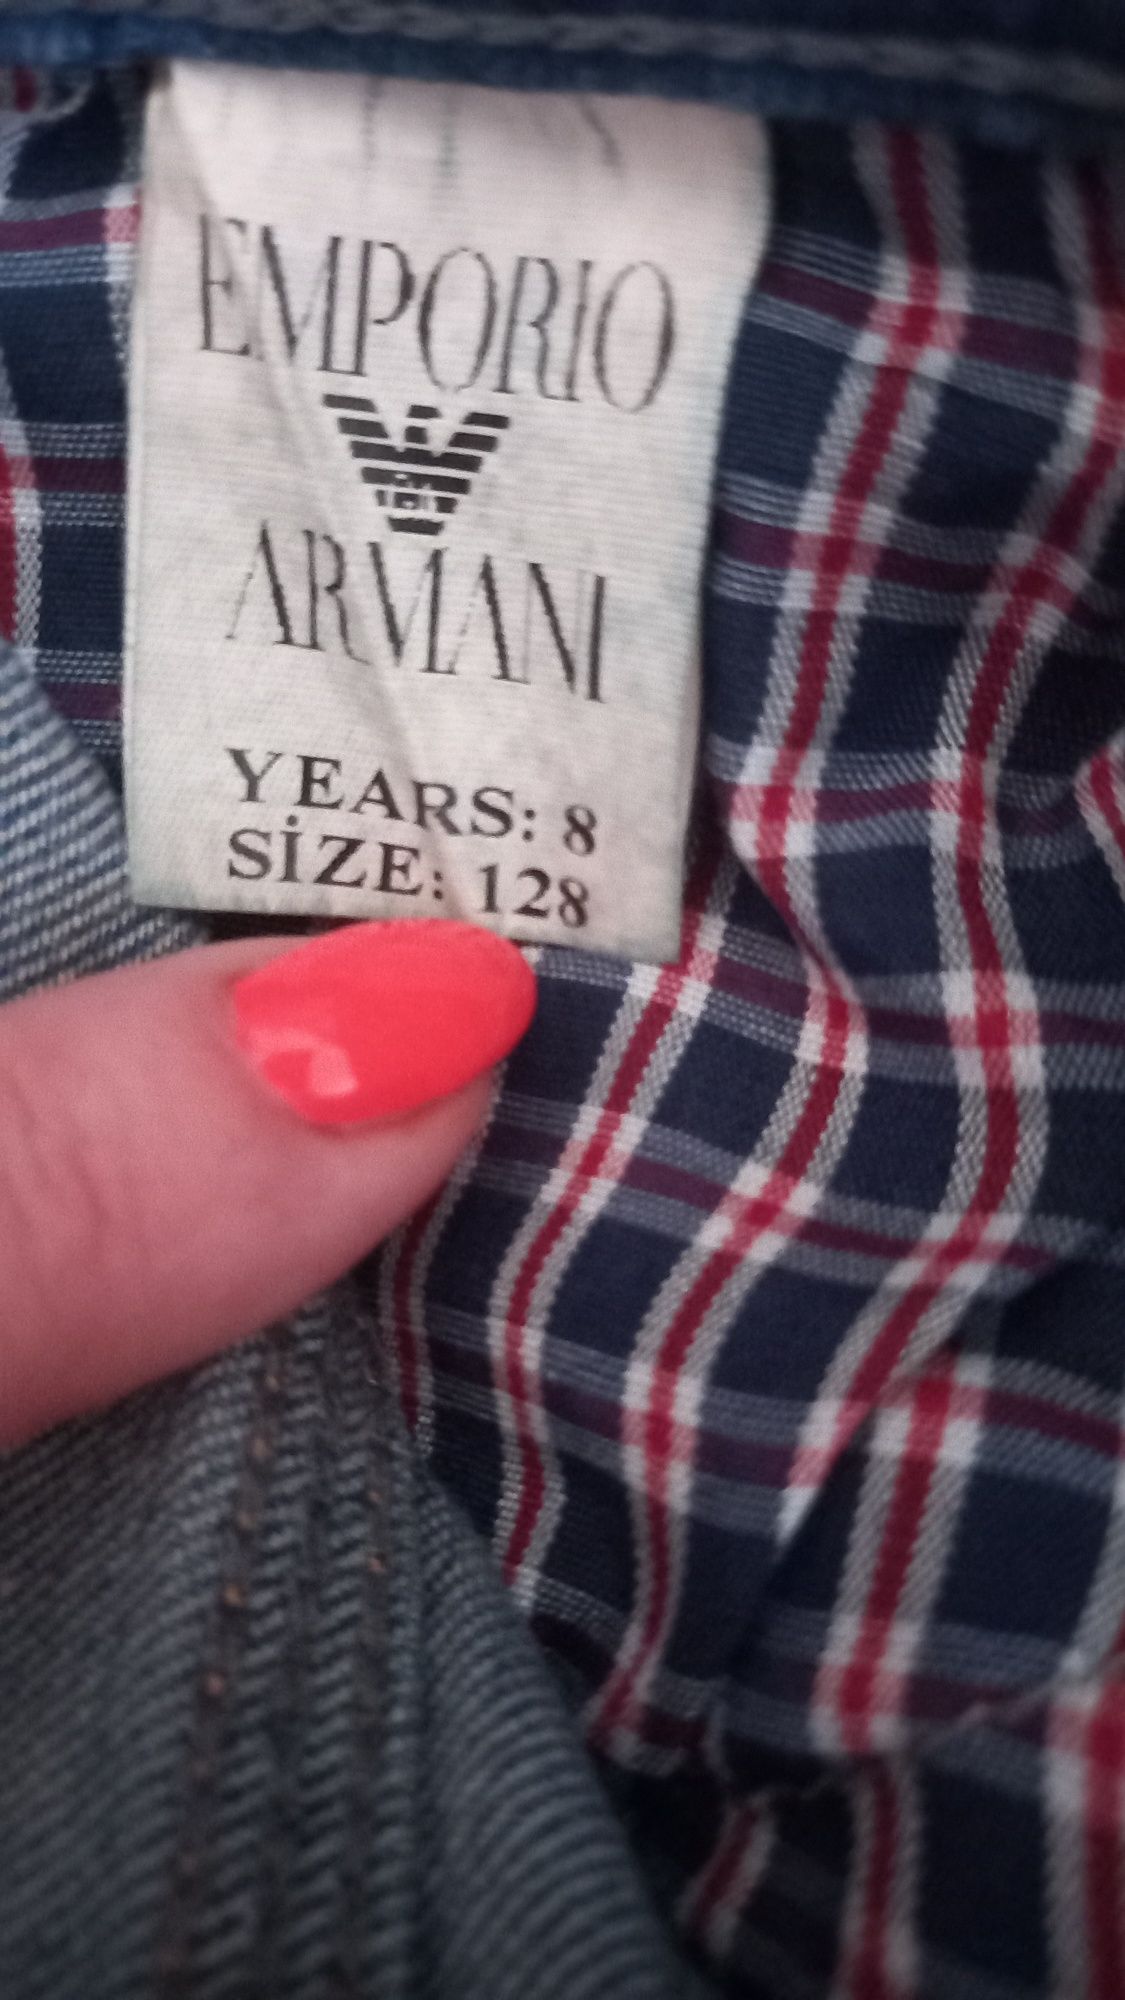 EMPORIO
ARMANI
YEARS: 8
SİZE: 128